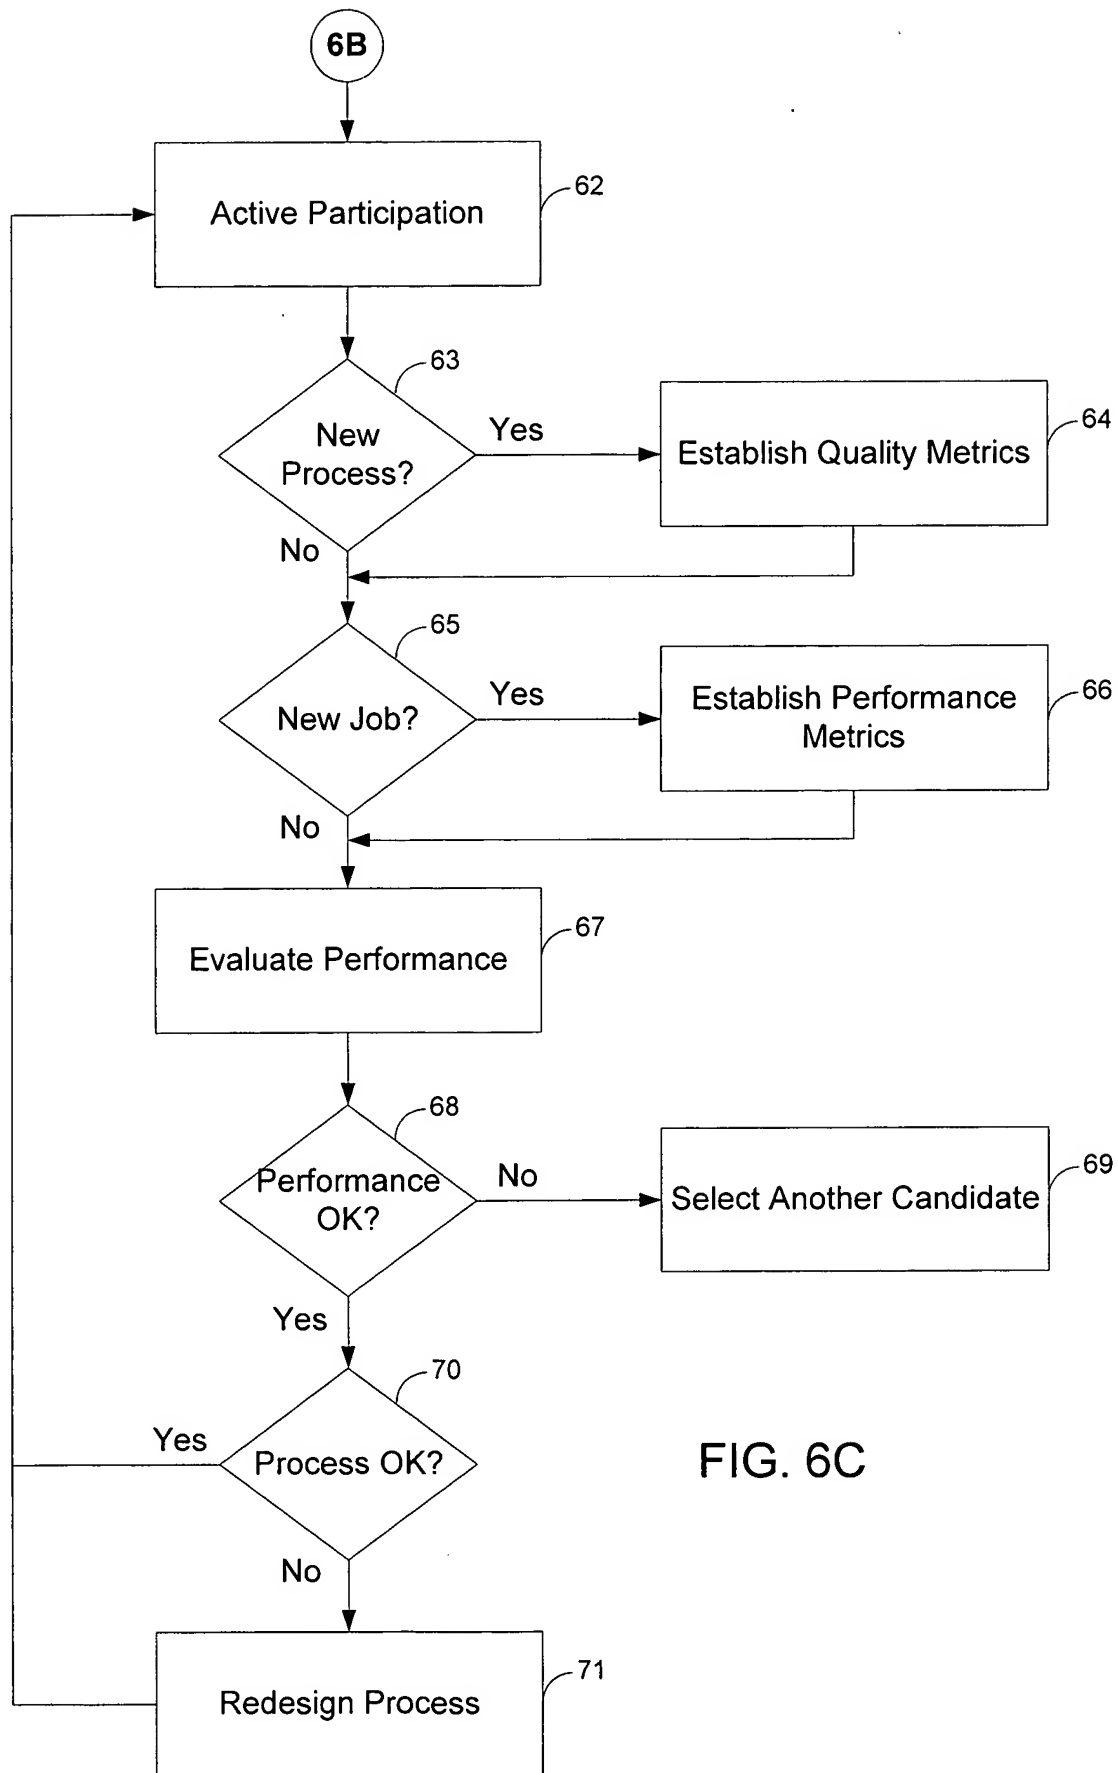 6B
Active Participation
62
63
New
Process?
Yes
Establish Quality Metrics
64
No
65
New Job?
Yes
Establish Performance
Metrics
66
No
Evaluate Performance
67
68
Performance
OK?
No
Select Another Candidate
69
Yes
70
Yes
Process OK?
FIG. 6C
No
Redesign Process
71